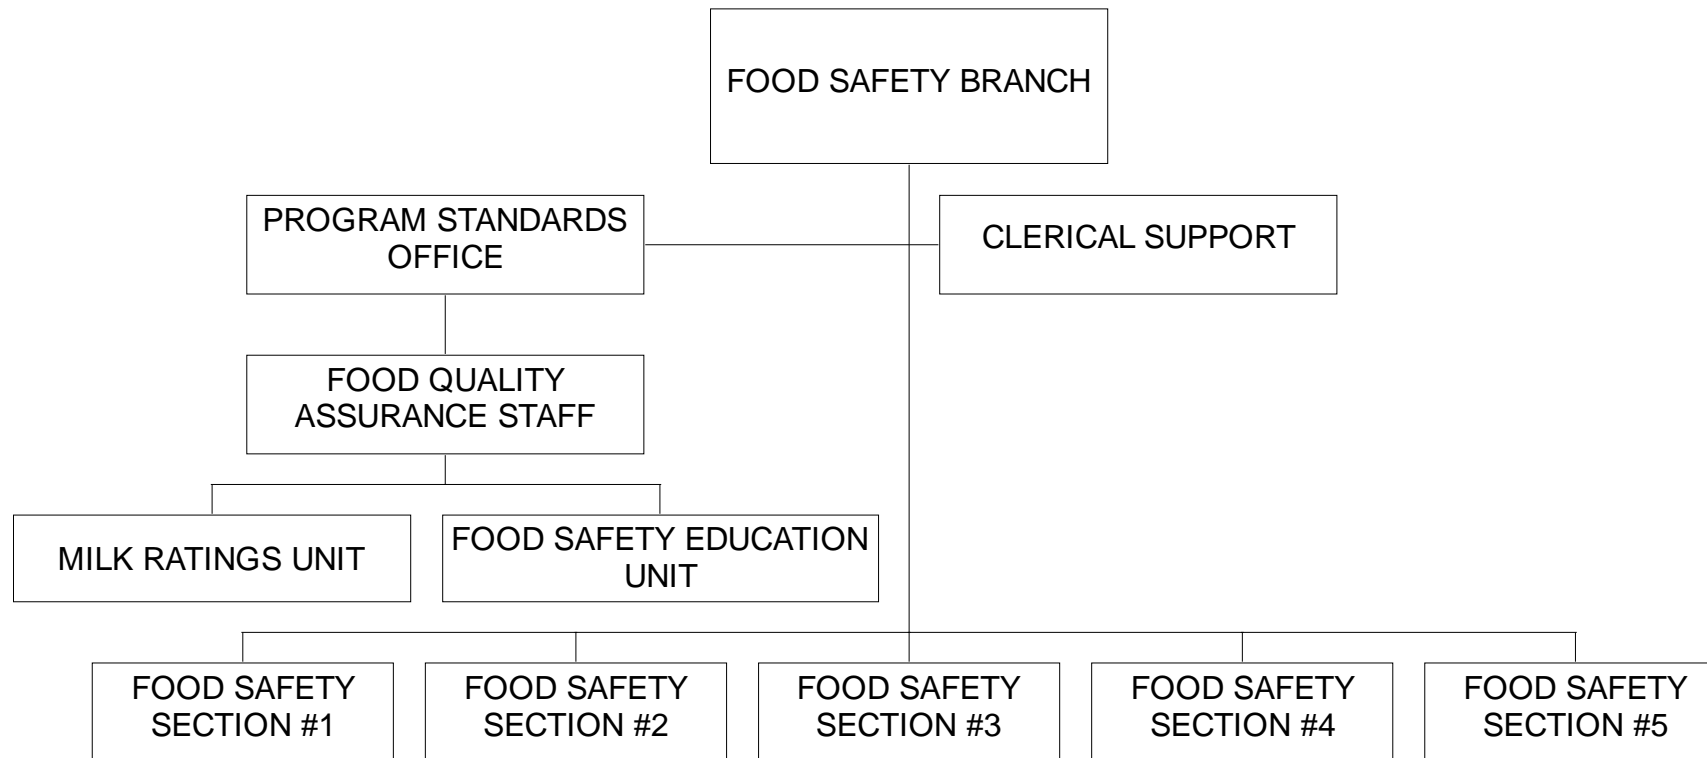 FOOD SAFETY BRANCH
PROGRAM STANDARDS
OFFICE
CLERICAL SUPPORT
FOOD QUALITY
ASSURANCE STAFF
MILK RATINGS UNIT
FOOD SAFETY EDUCATION
UNIT
FOOD SAFETY
SECTION #1
FOOD SAFETY
SECTION #2
FOOD SAFETY
SECTION #3
FOOD SAFETY
SECTION #4
FOOD SAFETY
SECTION #5